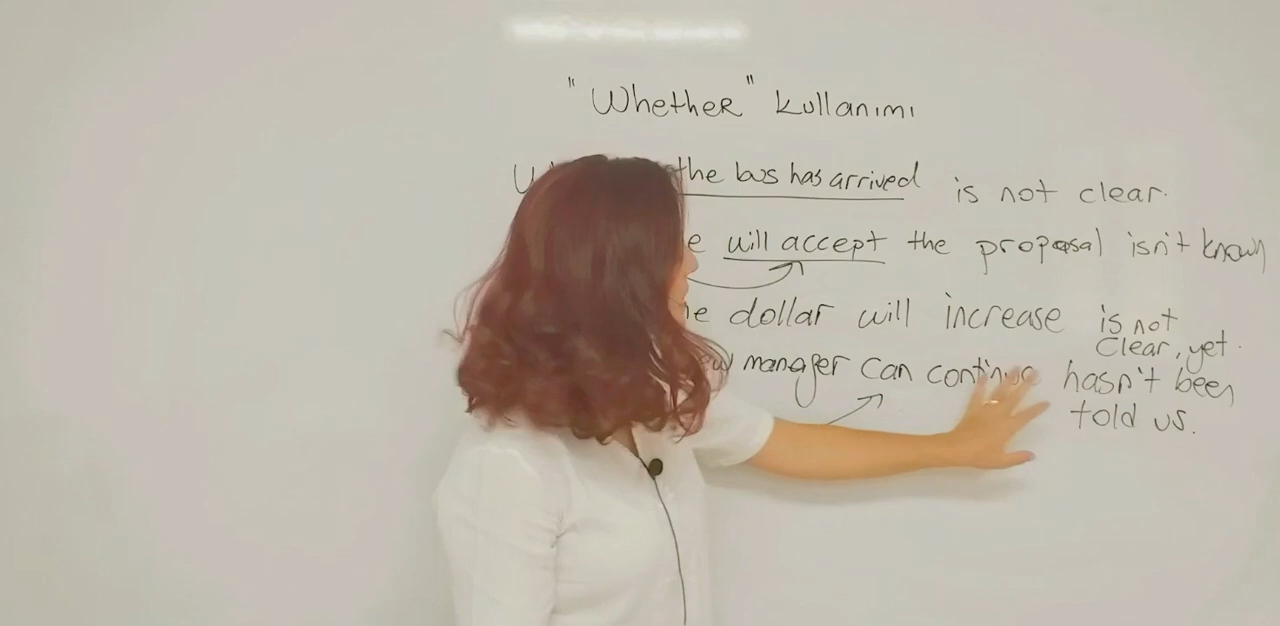 "Whether" kullanımı
the bus has arrived is not clear.
will accept the proposal isn't known
dollar will increase is not clear, yet.
manager can continue hasn't been told us.